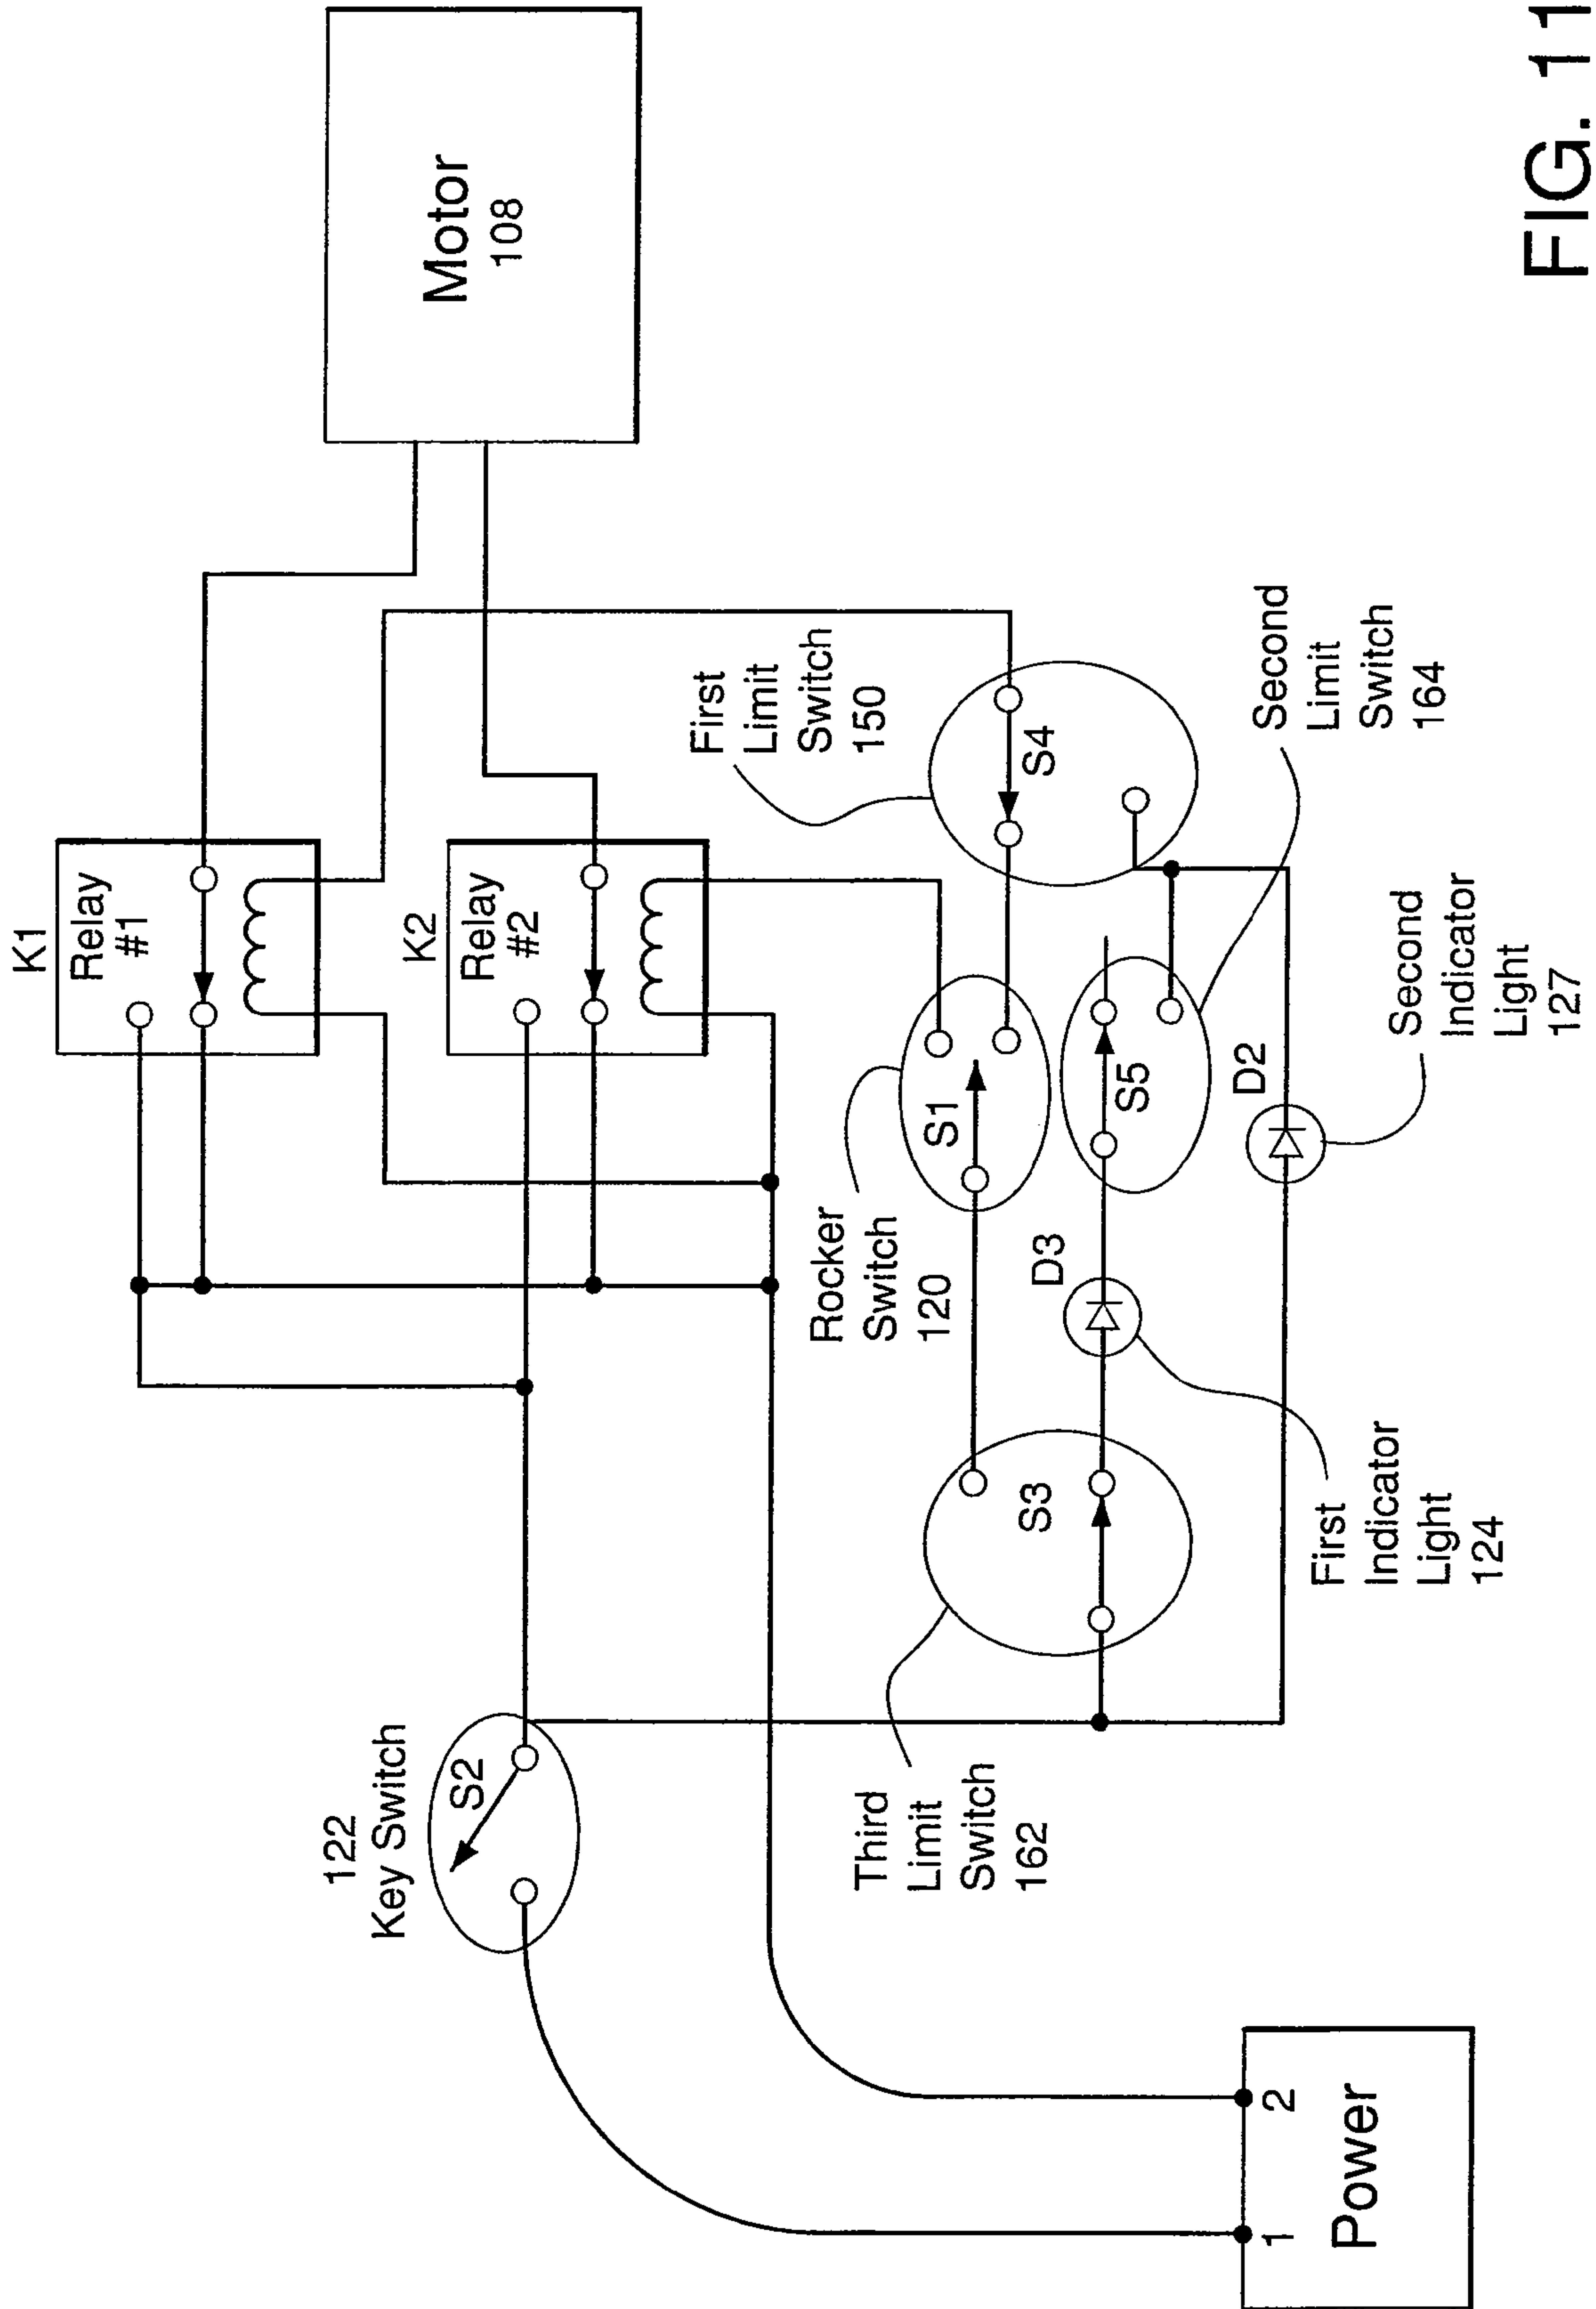 K1
Relay
#1
K2
Relay
#2
Motor
108
122
Key Switch
S2
First
Limit
Switch
150
S4
Rocker
Switch
120
S1
S5
Second
Limit
Switch
164
Third
Limit
Switch
162
S3
D3
D2
First
Indicator
Light
124
Second
Indicator
Light
127
Power
1
2
FIG. 11